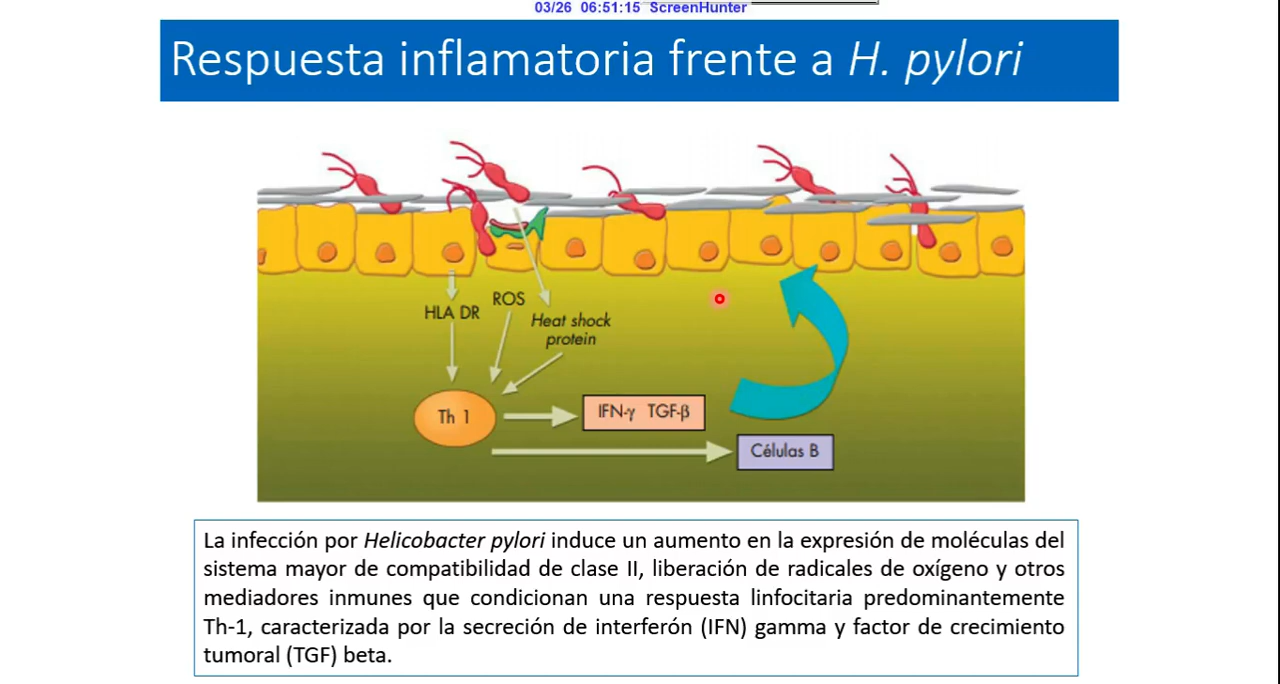 03/26 06:51:15 ScreenHunter
Respuesta inflamatoria frente a H. pylori
HLA DR
ROS
Heat shock
protein
Th 1
IFN-γ TGF-β
Células B
La infección por Helicobacter pylori induce un aumento en la expresión de moléculas del
sistema mayor de compatibilidad de clase II, liberación de radicales de oxígeno y otros
mediadores inmunes que condicionan una respuesta linfocitaria predominantemente
Th-1, caracterizada por la secreción de interferón (IFN) gamma y factor de crecimiento
tumoral (TGF) beta.